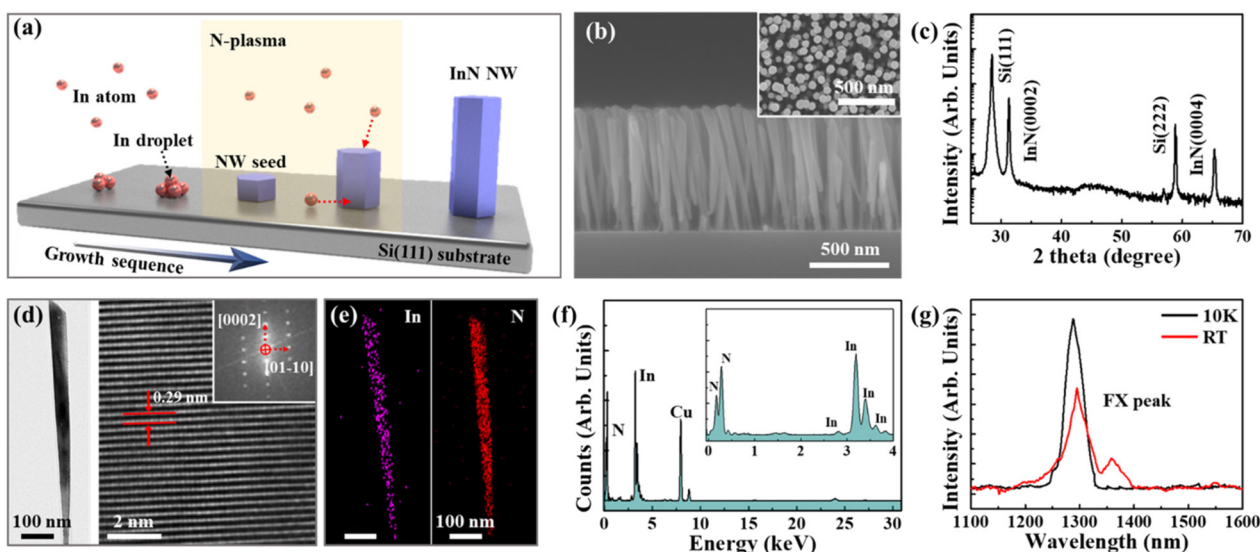 (a)
N-plasma
In atom
In droplet
NW seed
InN NW
Si(111) substrate
Growth sequence
(b)
500 nm
500 nm
(c)
Intensity (Arb. Units)
Si(111)
InN(0002)
Si(222)
InN(0004)
30 40 50 60 70
2 theta (degree)
(d)
[0002]
[01-10]
0.29 nm
100 nm
2 nm
(e)
In
N
100 nm
(f)
Counts (Arb. Units)
N
In
Cu
N
N
In
In
In
In
In
0 1 2 3 4
0 5 10 15 20 25 30
Energy (keV)
(g)
Intensity (Arb. Units)
10K
RT
FX peak
1100 1200 1300 1400 1500 1600
Wavelength (nm)